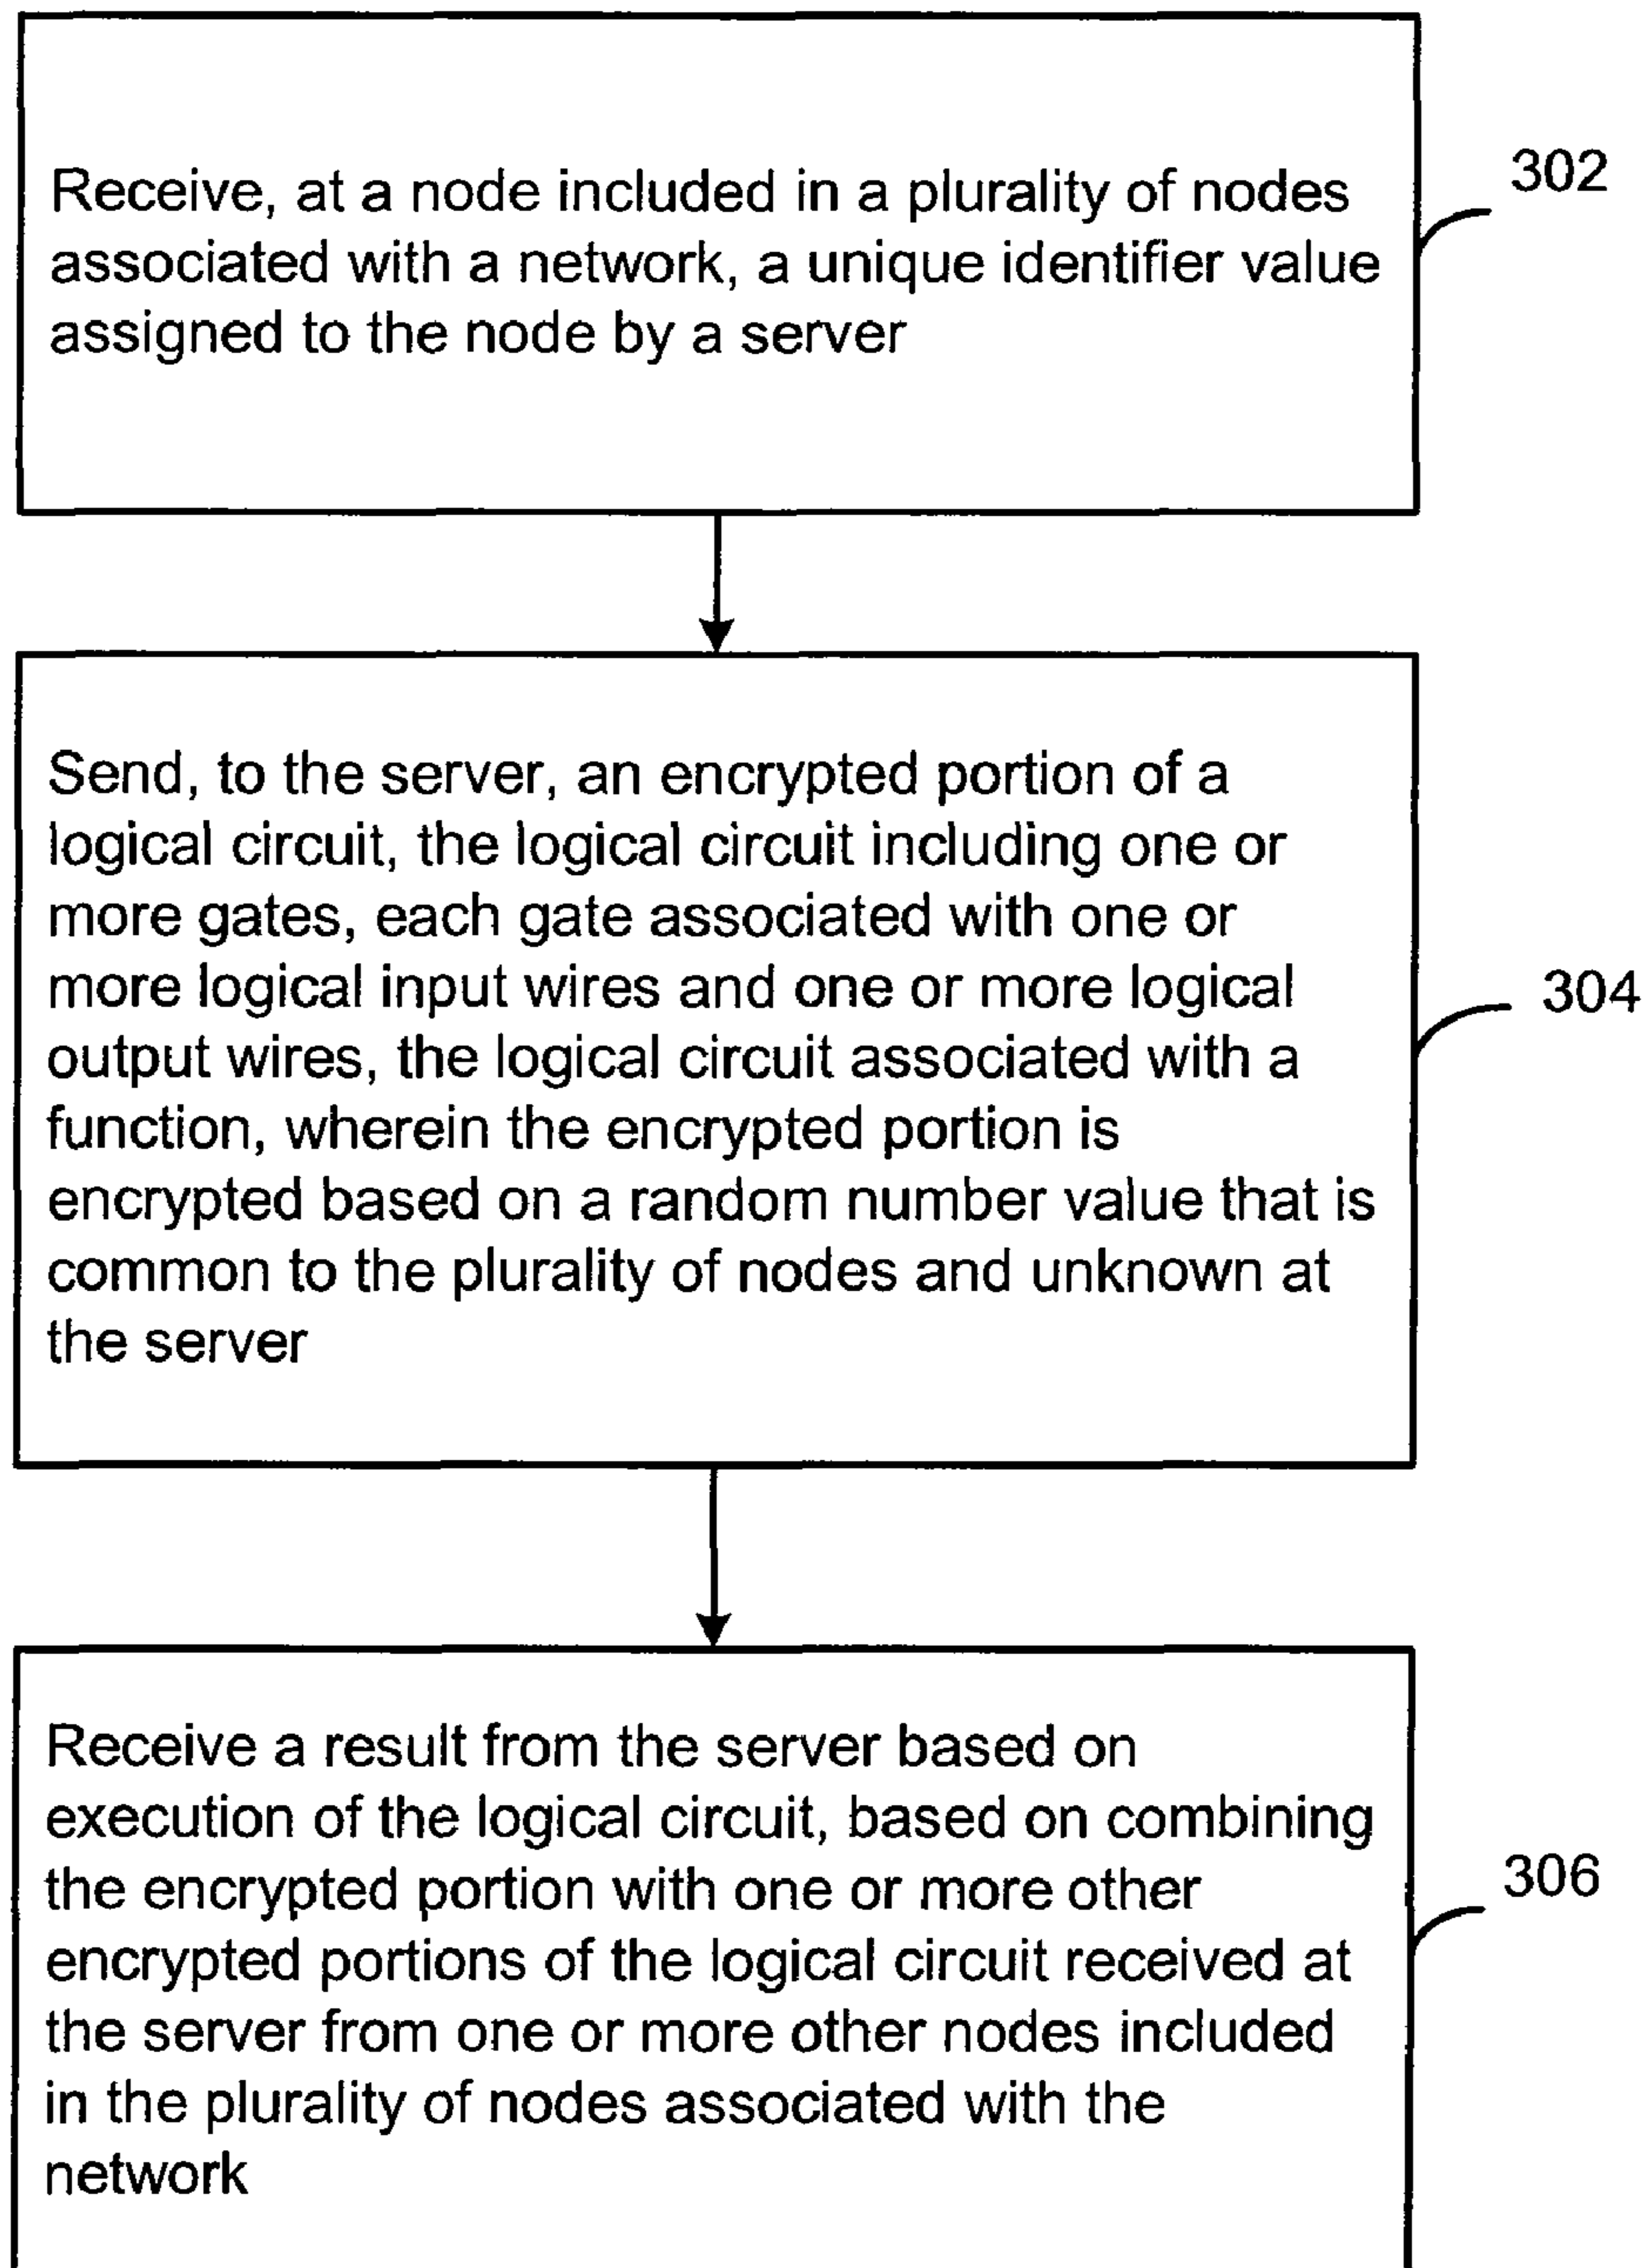 Receive, at a node included in a plurality of nodes
associated with a network, a unique identifier value
assigned to the node by a server
302
Send, to the server, an encrypted portion of a
logical circuit, the logical circuit including one or
more gates, each gate associated with one or
more logical input wires and one or more logical
output wires, the logical circuit associated with a
function, wherein the encrypted portion is
encrypted based on a random number value that is
common to the plurality of nodes and unknown at
the server
304
Receive a result from the server based on
execution of the logical circuit, based on combining
the encrypted portion with one or more other
encrypted portions of the logical circuit received at
the server from one or more other nodes included
in the plurality of nodes associated with the
network
306